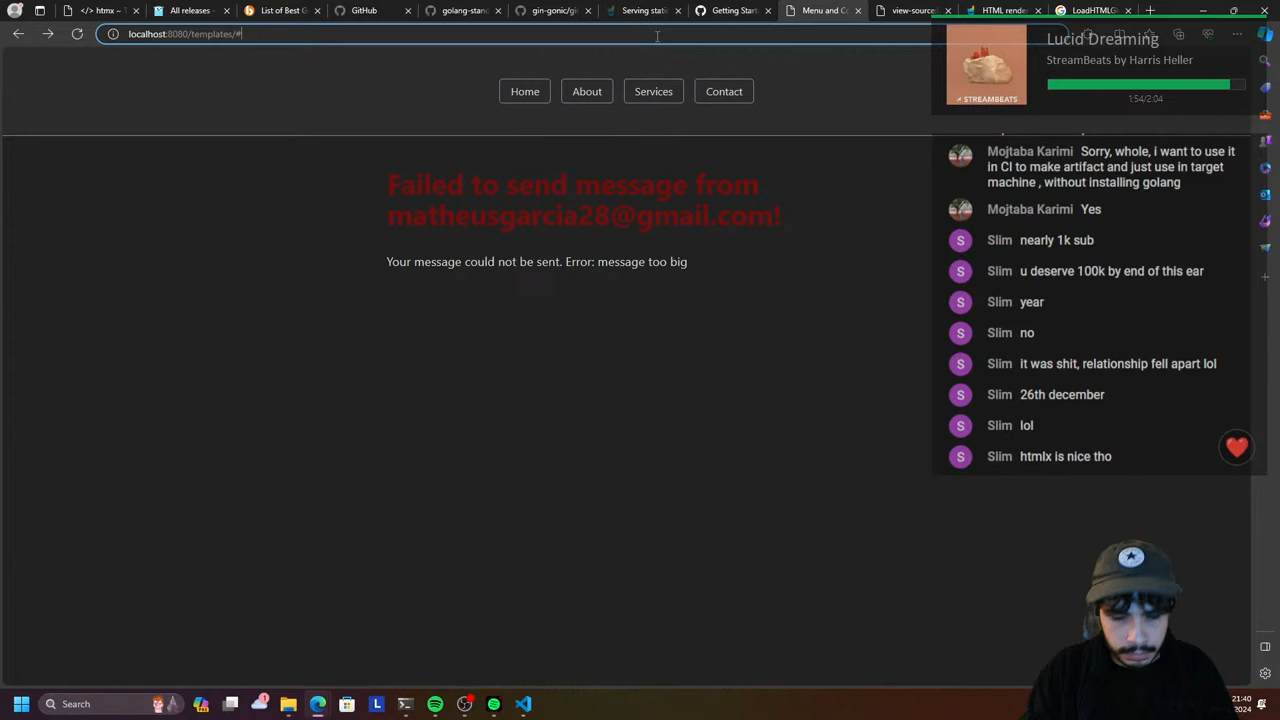 </> htmx ~
All releases -
List of Best G
GitHub
golang-stan
gin-gonic/gi
Serving stati
Getting Start
Menu and C
view-source
HTML rende
LoadHTMLG
localhost:8080/templates/#
Lucid Dreaming
StreamBeats by Harris Heller
STREAMBEATS
1:54/2:04
Home
About
Services
Contact
Failed to send message from
matheusgarcia28@gmail.com!
Your message could not be sent. Error: message too big
Mojtaba Karimi Sorry, whole, i want to use it
in CI to make artifact and just use in target
machine , without installing golang
Mojtaba Karimi Yes
S Slim nearly 1k sub
S Slim u deserve 100k by end of this ear
S Slim year
S Slim no
S Slim it was shit, relationship fell apart lol
S Slim 26th december
S Slim lol
S Slim htmlx is nice tho
Search
L
21:40
2024